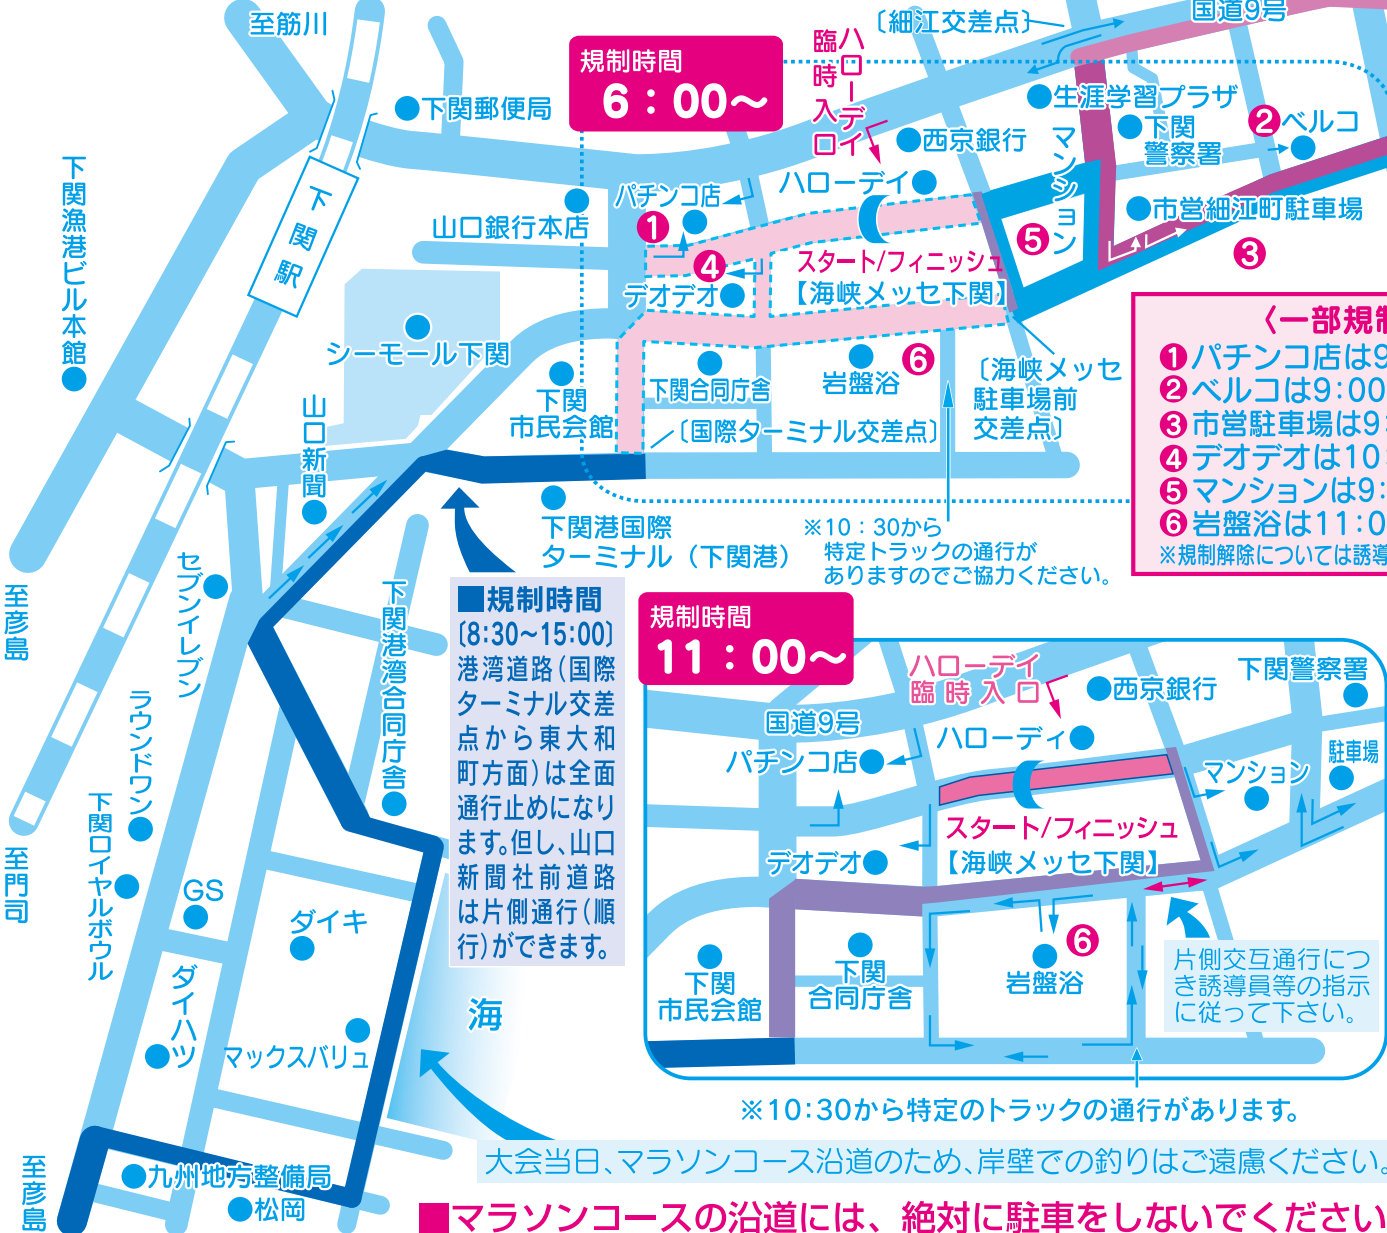 至筋川
〔細江交差点〕
国道9号
規制時間
6：00～
ハローデイ
臨時入口
下関郵便局
生涯学習プラザ
下関
警察署
❷ベルコ
西京銀行
マンション
下関漁港ビル本館
下関駅
パチンコ店
ハローデイ
山口銀行本店
❶
市営細江町駐車場
❺
❸
❹
スタート/フィニッシュ
【海峡メッセ下関】
デオデオ
シーモール下関
下関
市民会館
下関合同庁舎
岩盤浴
❻
〔海峡メッセ
駐車場前
交差点〕
〔国際ターミナル交差点〕
〈一部規制
❶パチンコ店は9
❷ベルコは9:00
❸市営駐車場は9:
❹デオデオは10
❺マンションは9:
❻岩盤浴は11:0
※規制解除については誘導
山口新聞
下関港国際
ターミナル（下関港）
※10：30から
特定トラックの通行が
ありますのでご協力ください。
至彦島
セブンイレブン
下関港湾合同庁舎
■規制時間
〔8:30～15:00〕
港湾道路（国際
ターミナル交差
点から東大和
町方面）は全面
通行止めになり
ます。但し、山口
新聞社前道路
は片側通行（順
行）ができます。
規制時間
11：00～
ハローデイ
臨時入口
西京銀行
下関警察署
国道9号
パチンコ店
ハローディ
マンション
駐車場
スタート/フィニッシュ
【海峡メッセ下関】
デオデオ
❻
下関
市民会館
下関
合同庁舎
岩盤浴
片側交互通行につ
き誘導員等の指示
に従って下さい。
※10:30から特定のトラックの通行があります。
ラウンドワン
下関ロイヤルボウル
至門司
GS
ダイキ
ダイハツ
マックスバリュ
海
至彦島
九州地方整備局
松岡
大会当日、マラソンコース沿道のため、岸壁での釣りはご遠慮ください。
■マラソンコースの沿道には、絶対に駐車をしないでください